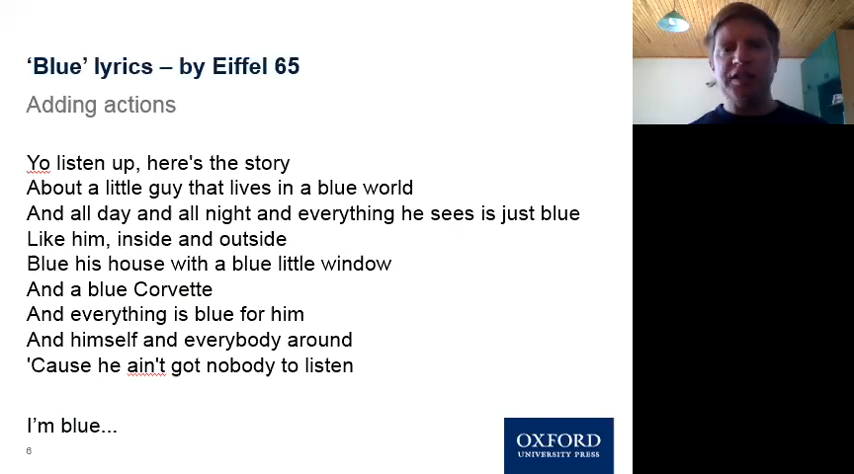 ‘Blue’ lyrics – by Eiffel 65
Adding actions
Yo listen up, here's the story
About a little guy that lives in a blue world
And all day and all night and everything he sees is just blue
Like him, inside and outside
Blue his house with a blue little window
And a blue Corvette
And everything is blue for him
And himself and everybody around
'Cause he ain't got nobody to listen
I’m blue...
6
OXFORD
UNIVERSITY PRESS